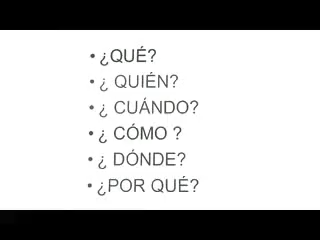 • ¿QUÉ?
• ¿ QUIÉN?
• ¿ CUÁNDO?
• ¿ CÓMO ?
• ¿ DÓNDE?
• ¿POR QUÉ?